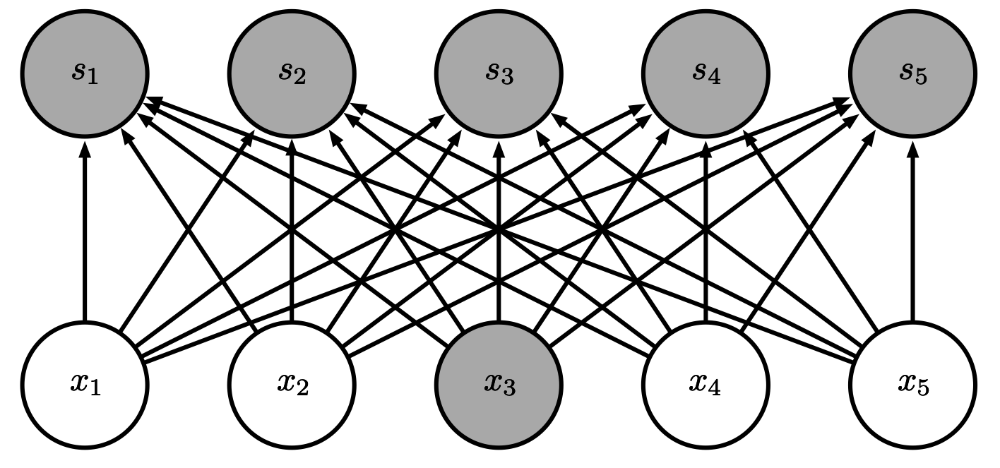 s₁ s₂ s₃ s₄ s₅
x₁ x₂ x₃ x₄ x₅